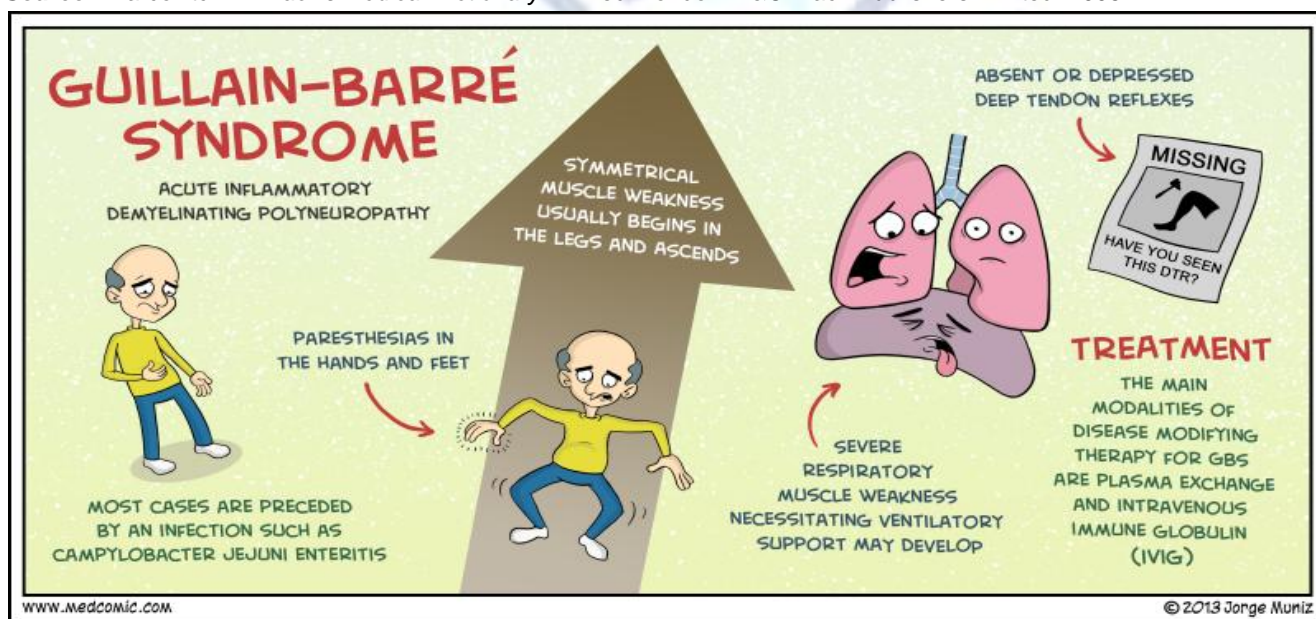 GUILLAIN-BARRÉ
SYNDROME
ACUTE INFLAMMATORY
DEMYELINATING POLYNEUROPATHY
MOST CASES ARE PRECEDED
BY AN INFECTION SUCH AS
CAMPYLOBACTER JEJUNI ENTERITIS
PARESTHESIAS IN
THE HANDS AND FEET
SYMMETRICAL
MUSCLE WEAKNESS
USUALLY BEGINS IN
THE LEGS AND ASCENDS
SEVERE
RESPIRATORY
MUSCLE WEAKNESS
NECESSITATING VENTILATORY
SUPPORT MAY DEVELOP
ABSENT OR DEPRESSED
DEEP TENDON REFLEXES
MISSING
HAVE YOU SEEN
THIS DTR?
TREATMENT
THE MAIN
MODALITIES OF
DISEASE MODIFYING
THERAPY FOR GBS
ARE PLASMA EXCHANGE
AND INTRAVENOUS
IMMUNE GLOBULIN
(IVIG)
www.medcomic.com
© 2013 Jorge Muniz